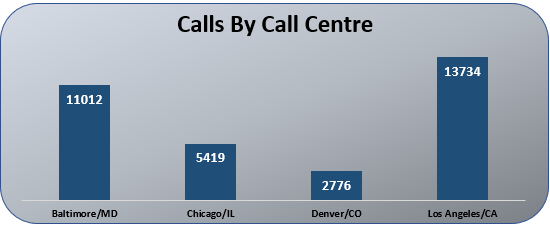 Calls By Call Centre
13734
11012
5419
2776
Baltimore/MD Chicago/IL Denver/CO Los Angeles/CA